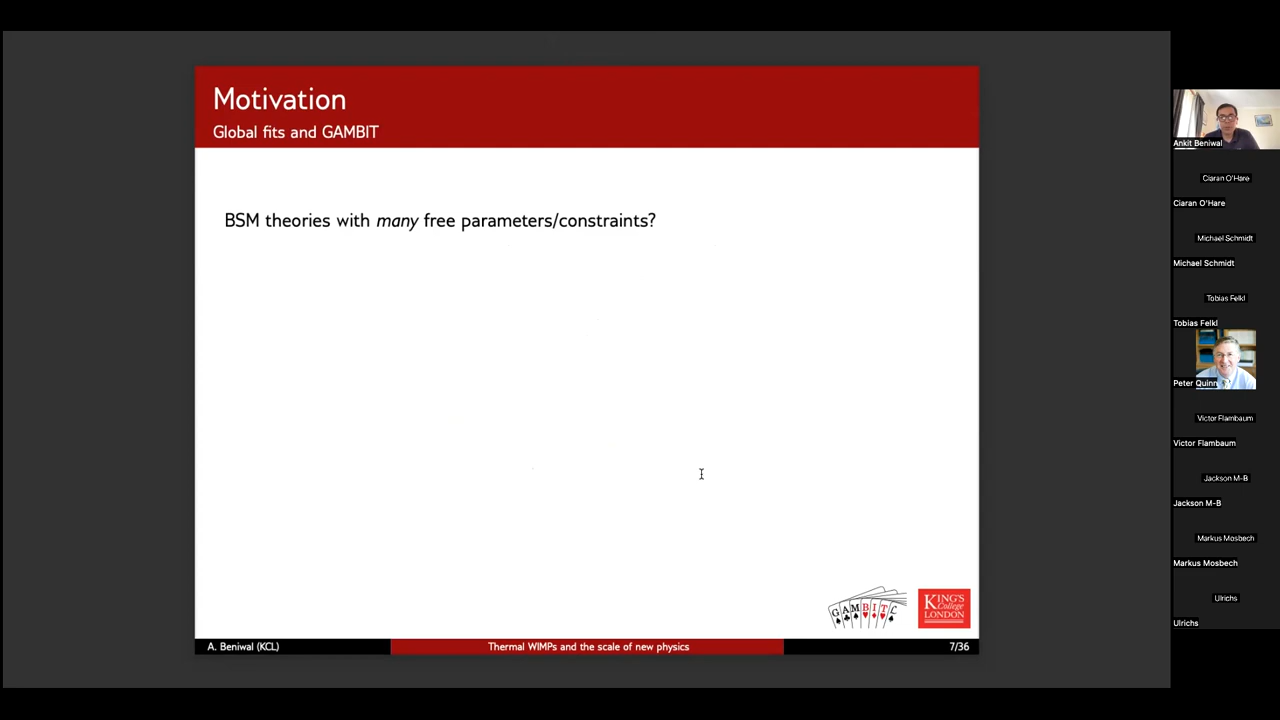 Motivation
Global fits and GAMBIT
BSM theories with many free parameters/constraints?
GAMBIT
KING'S
College
LONDON
A. Beniwal (KCL)
Thermal WIMPs and the scale of new physics
7/36
Ankit Beniwal
Ciaran O'Hare
Ciaran O'Hare
Michael Schmidt
Michael Schmidt
Tobias Felkl
Tobias Felkl
Peter Quinn
Victor Flambaum
Victor Flambaum
Jackson M-B
Jackson M-B
Markus Mosbech
Markus Mosbech
Ulrichs
Ulrichs